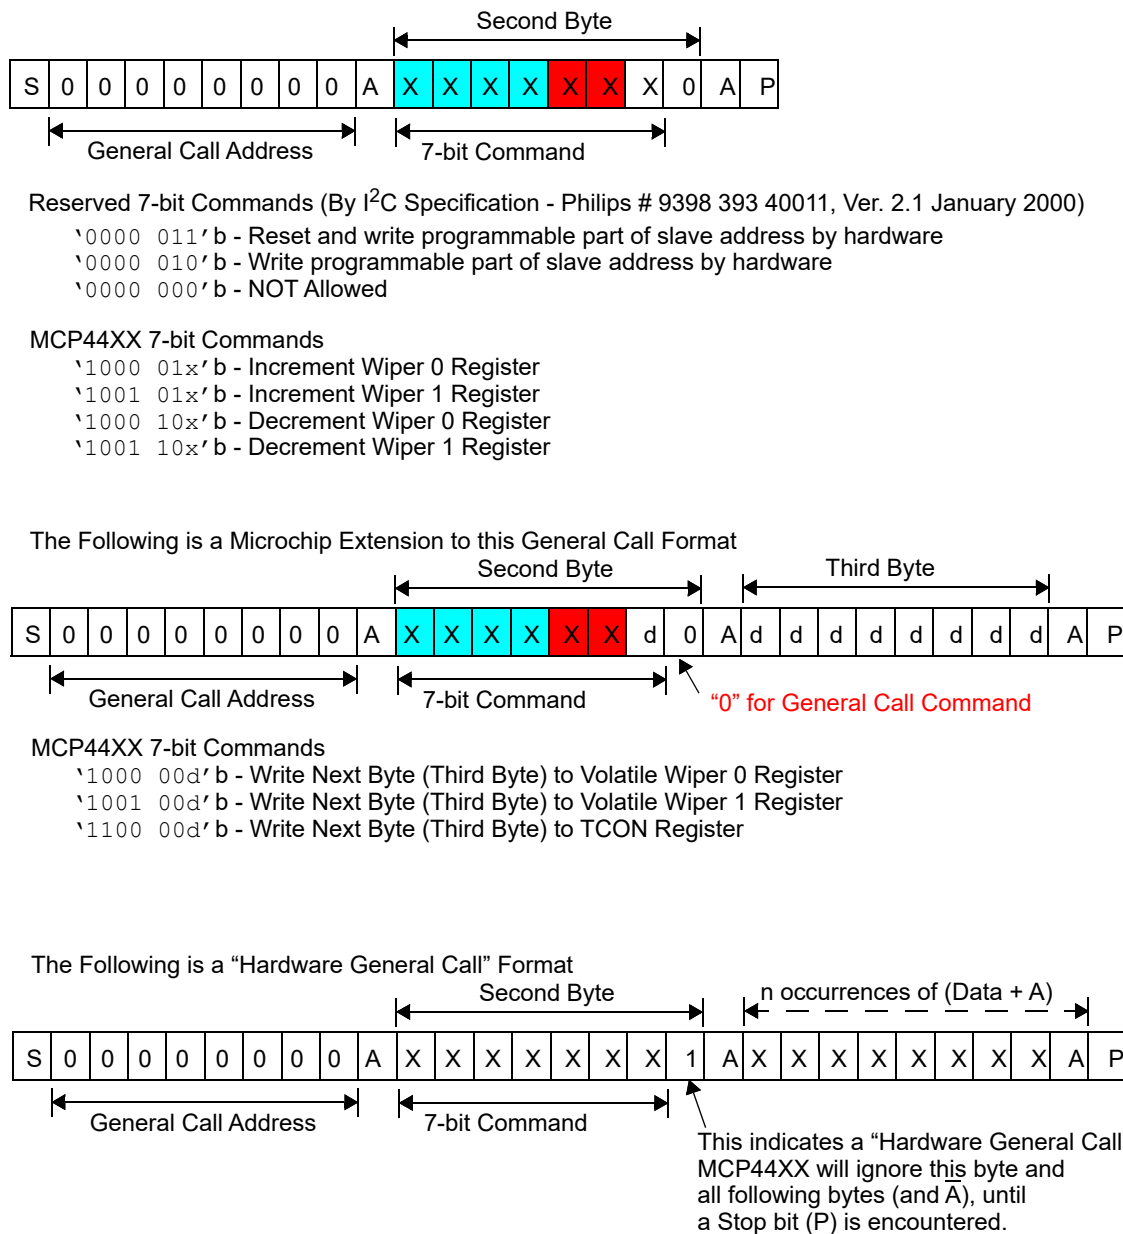 Second Byte
S 0 0 0 0 0 0 0 0 A X X X X X X X 0 A P
General Call Address 7-bit Command
Reserved 7-bit Commands (By I²C Specification - Philips # 9398 393 40011, Ver. 2.1 January 2000)
‘0000 011’b - Reset and write programmable part of slave address by hardware
‘0000 010’b - Write programmable part of slave address by hardware
‘0000 000’b - NOT Allowed
MCP44XX 7-bit Commands
‘1000 01x’b - Increment Wiper 0 Register
‘1001 01x’b - Increment Wiper 1 Register
‘1000 10x’b - Decrement Wiper 0 Register
‘1001 10x’b - Decrement Wiper 1 Register
The Following is a Microchip Extension to this General Call Format
Second Byte Third Byte
S 0 0 0 0 0 0 0 0 A X X X X X X d 0 A d d d d d d d d A P
General Call Address 7-bit Command “0” for General Call Command
MCP44XX 7-bit Commands
‘1000 00d’b - Write Next Byte (Third Byte) to Volatile Wiper 0 Register
‘1001 00d’b - Write Next Byte (Third Byte) to Volatile Wiper 1 Register
‘1100 00d’b - Write Next Byte (Third Byte) to TCON Register
The Following is a “Hardware General Call” Format
Second Byte n occurrences of (Data + A)
S 0 0 0 0 0 0 0 0 A X X X X X X X 1 A X X X X X X X X A P
General Call Address 7-bit Command
This indicates a “Hardware General Call
MCP44XX will ignore this byte and
all following bytes (and A̅), until
a Stop bit (P) is encountered.